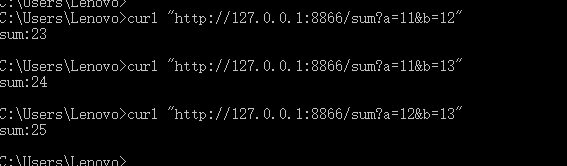 C:\Users\Lenovo>
C:\Users\Lenovo>curl "http://127.0.0.1:8866/sum?a=11&b=12"
sum:23
C:\Users\Lenovo>curl "http://127.0.0.1:8866/sum?a=11&b=13"
sum:24
C:\Users\Lenovo>curl "http://127.0.0.1:8866/sum?a=12&b=13"
sum:25
C:\Users\Lenovo>